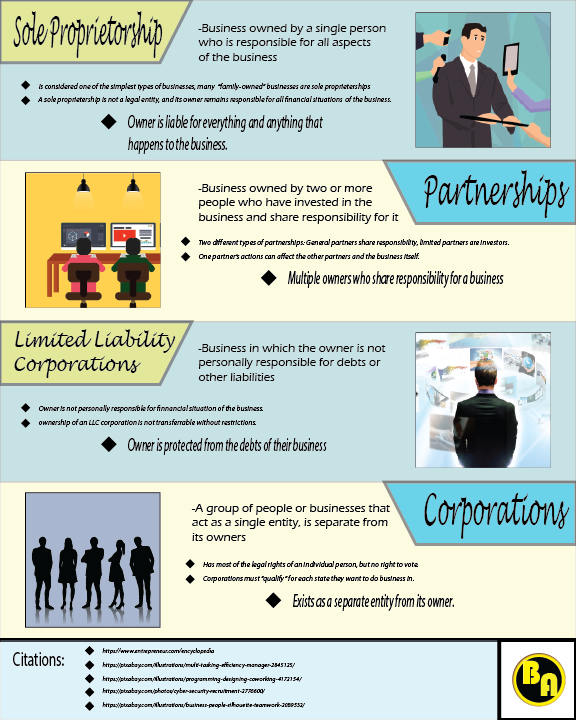 Sole Proprietorship
-Business owned by a single person
who is responsible for all aspects
of the business
Is considered one of the simplest types of businesses, many "family-owned" businesses are sole proprieterships
A sole proprietership is not a legal entity, and its owner remains responsible for all financial situations of the business.
Owner is liable for everything and anything that
happens to the business.
Partnerships
-Business owned by two or more
people who have invested in the
business and share responsibility for it
Two different types of partnerships: General partners share responsibility, limited partners are investors.
One partner's actions can affect the other partners and the business itself.
Multiple owners who share responsibility for a business
Limited Liability
Corporations
-Business in which the owner is not
personally responsible for debts or
other liabilities
Owner is not personally responsible for finnancial situation of the business.
ownership of an LLC corporation is not transferrable without restrictions.
Owner is protected from the debts of their business
Corporations
-A group of people or businesses that
act as a single entity, is separate from
its owners
Has most of the legal rights of an individual person, but no right to vote.
Corporations must "qualify" for each state they want to do business in.
Exists as a separate entity from its owner.
Citations:
https://www.entrepreneur.com/encyclopedia
https://pixabay.com/illustrations/multi-tasking-efficiency-manager-2845125/
https://pixabay.com/illustrations/programming-designing-coworking-4172154/
https://pixabay.com/photos/cyber-security-recruitment-2776600/
https://pixabay.com/illustrations/business-people-silhouette-teamwork-2089533/
BA